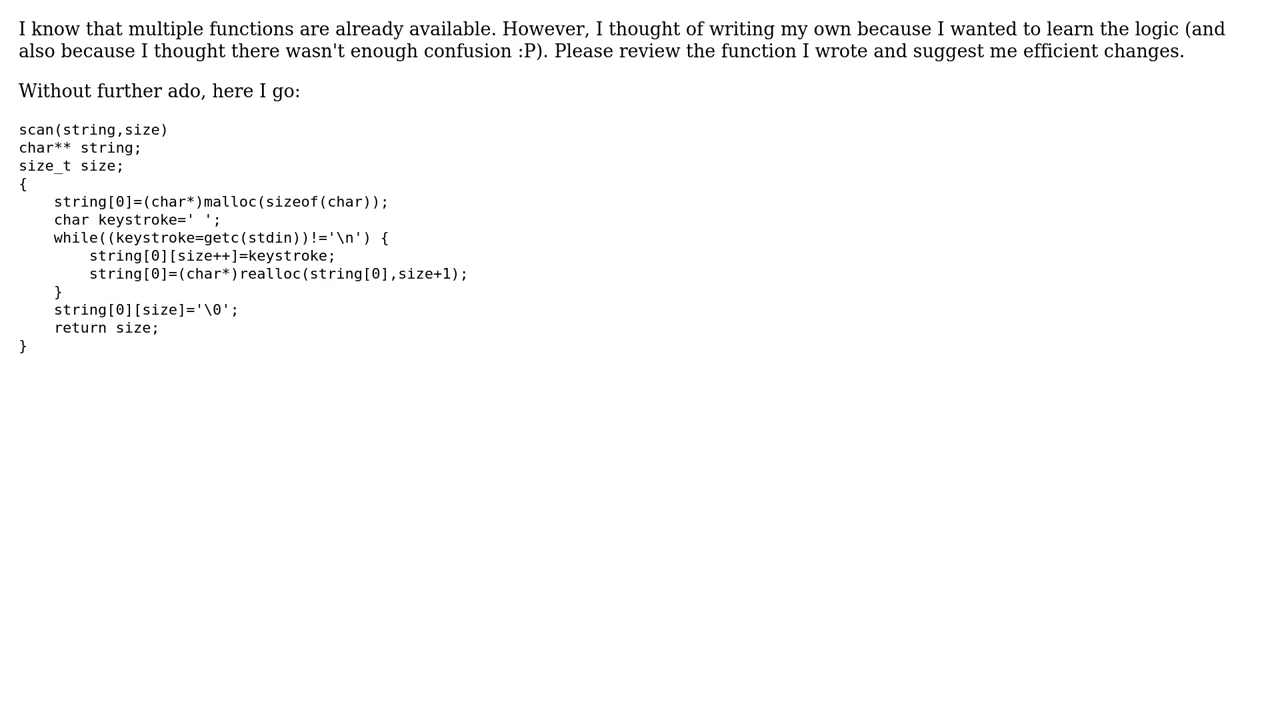 I know that multiple functions are already available. However, I thought of writing my own because I wanted to learn the logic (and
also because I thought there wasn't enough confusion :P). Please review the function I wrote and suggest me efficient changes.
Without further ado, here I go:
scan(string,size)
char** string;
size_t size;
{
    string[0]=(char*)malloc(sizeof(char));
    char keystroke=' ';
    while((keystroke=getc(stdin))!='\n') {
        string[0][size++]=keystroke;
        string[0]=(char*)realloc(string[0],size+1);
    }
    string[0][size]='\0';
    return size;
}